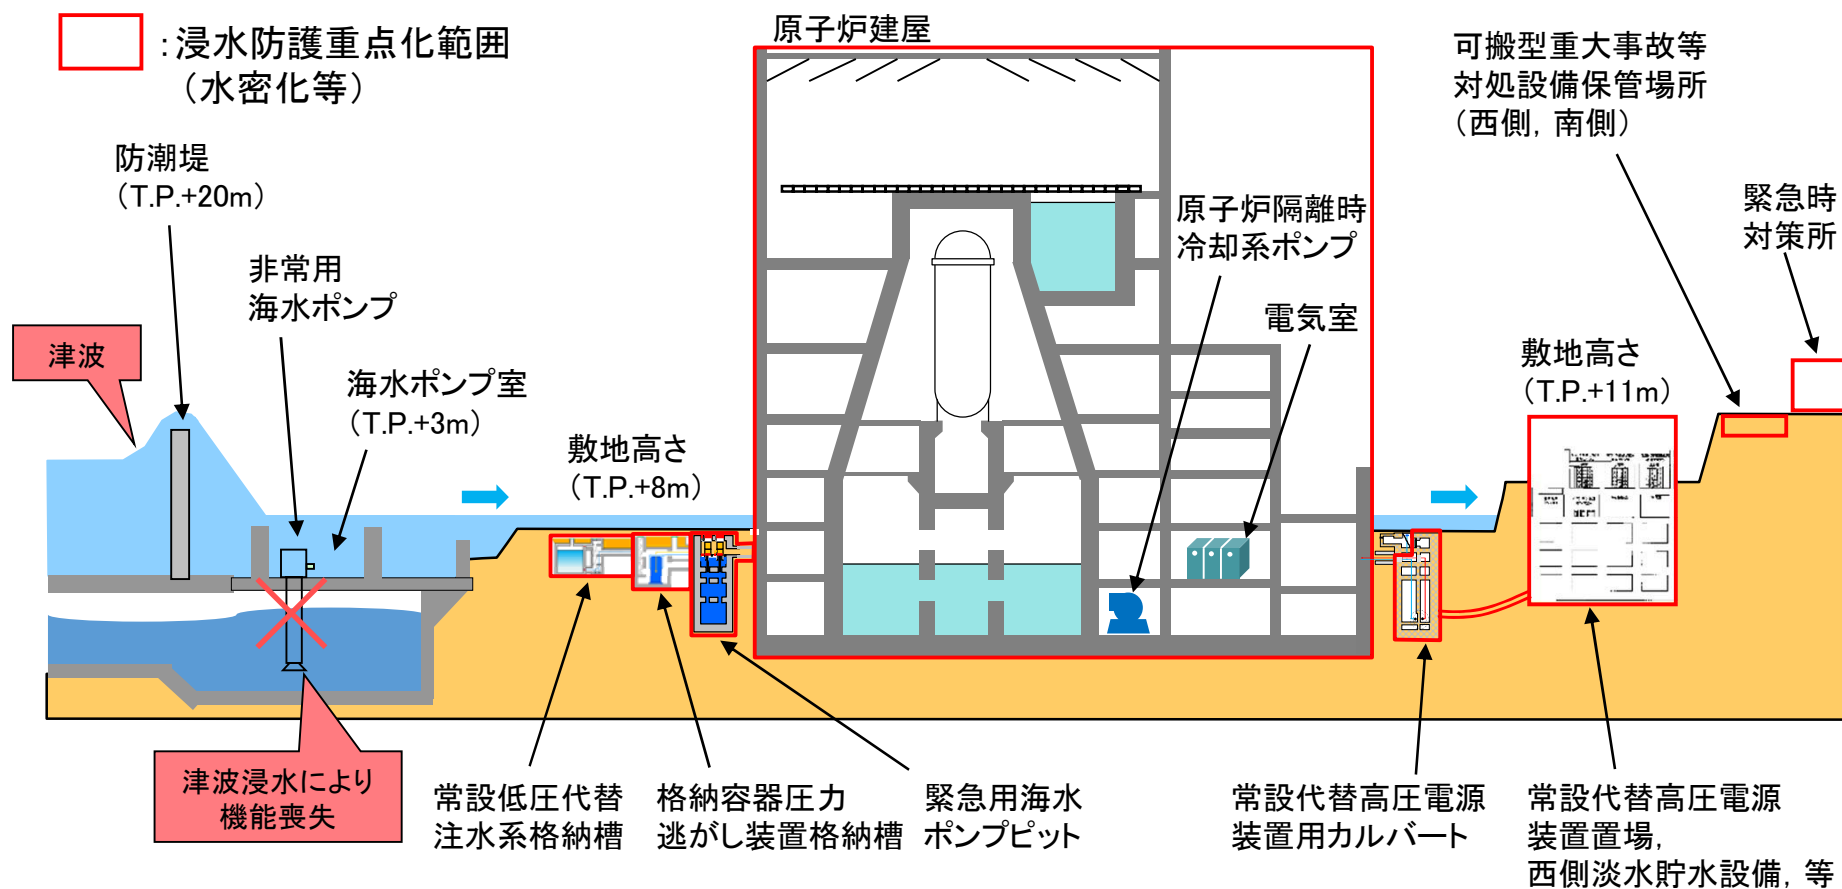 ：浸水防護重点化範囲
（水密化等）
原子炉建屋
可搬型重大事故等
対処設備保管場所
（西側，南側）
防潮堤
（T.P.+20m）
緊急時
対策所
原子炉隔離時
冷却系ポンプ
非常用
海水ポンプ
電気室
津波
海水ポンプ室
（T.P.+3m）
敷地高さ
（T.P.+11m）
敷地高さ
（T.P.+8m）
津波浸水により
機能喪失
常設低圧代替
注水系格納槽
格納容器圧力
逃がし装置格納槽
緊急用海水
ポンプピット
常設代替高圧電源
装置用カルバート
常設代替高圧電源
装置置場，
西側淡水貯水設備，等